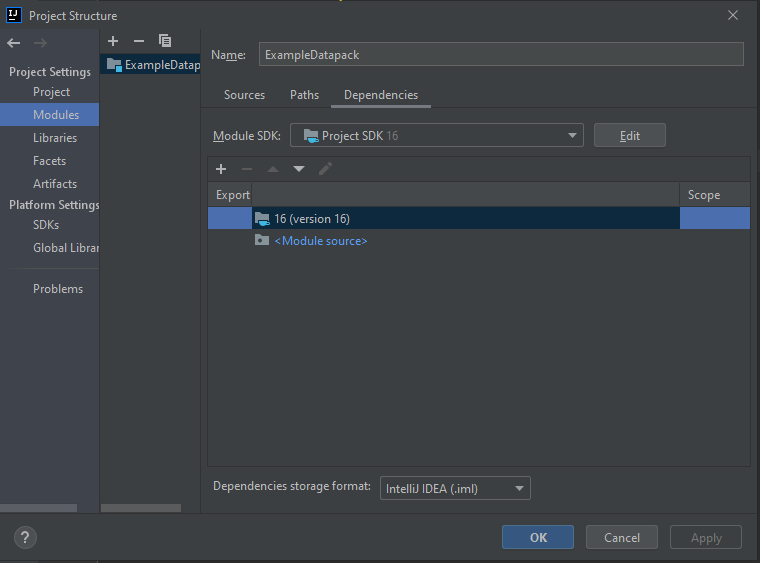 IJ
Project Structure
Project Settings
Project
Modules
Libraries
Facets
Artifacts
Platform Settings
SDKs
Global Librar
Problems
ExampleDatap
Name: ExampleDatapack
Sources Paths Dependencies
Module SDK: Project SDK 16 Edit
Export Scope
16 (version 16)
<Module source>
Dependencies storage format: IntelliJ IDEA (.iml)
? OK Cancel Apply